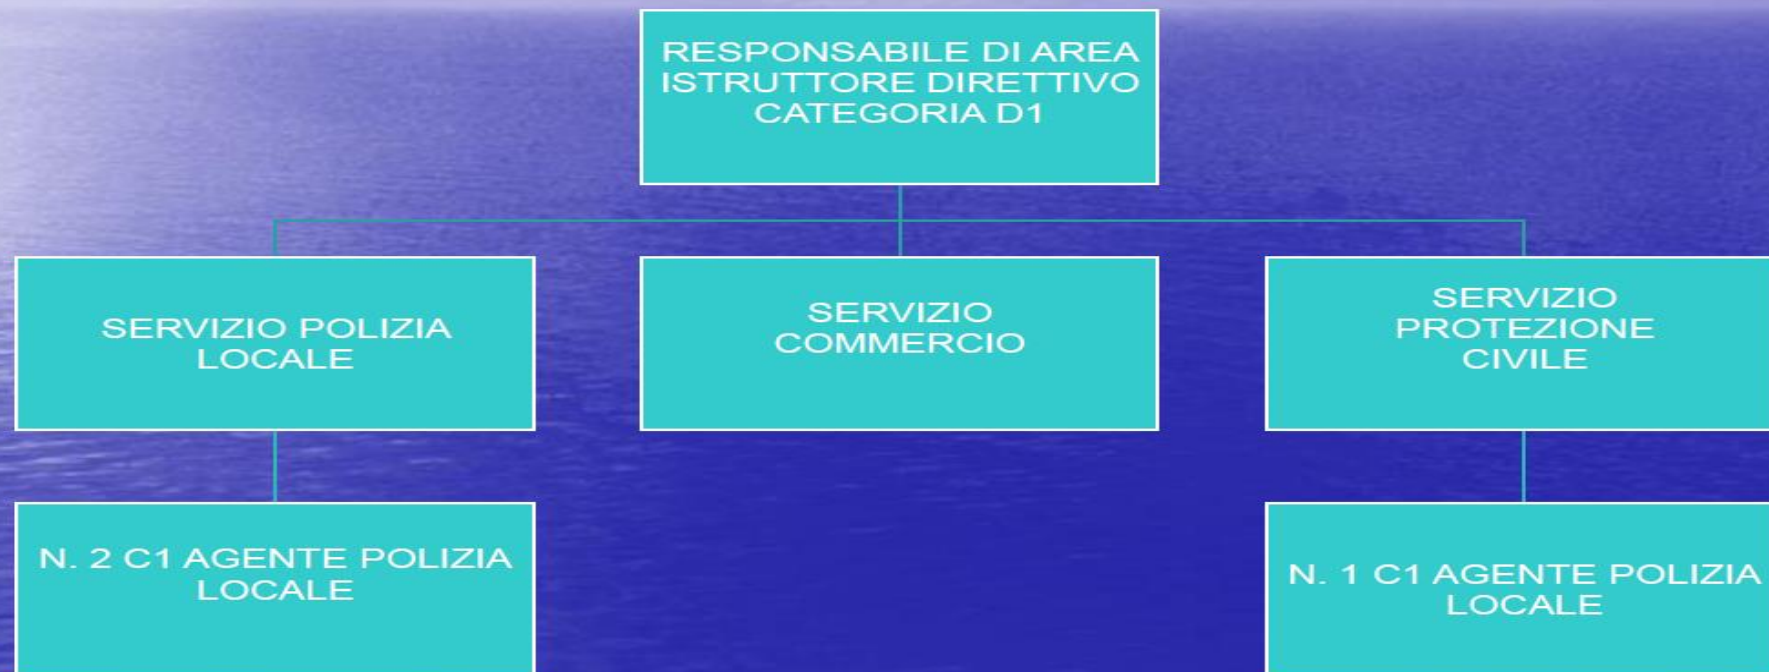 RESPONSABILE DI AREA
ISTRUTTORE DIRETTIVO
CATEGORIA D1
SERVIZIO POLIZIA
LOCALE
SERVIZIO
COMMERCIO
SERVIZIO
PROTEZIONE
CIVILE
N. 2 C1 AGENTE POLIZIA
LOCALE
N. 1 C1 AGENTE POLIZIA
LOCALE